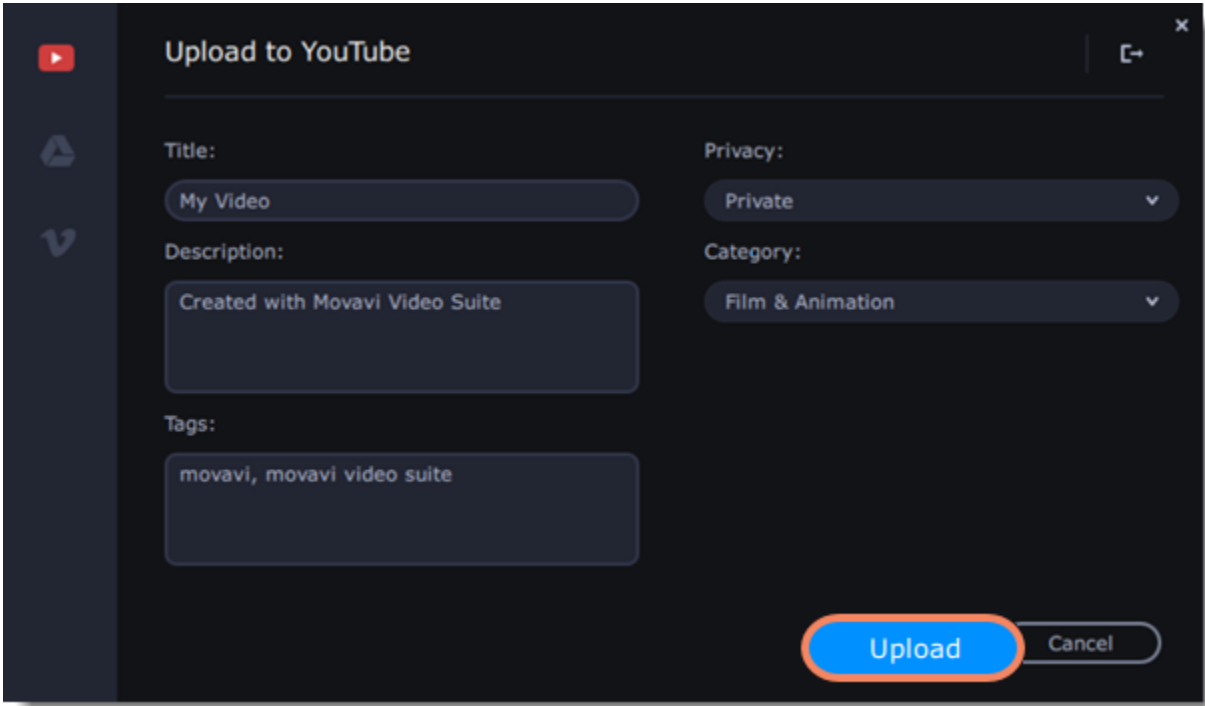 Upload to YouTube
Title:
My Video
Description:
Created with Movavi Video Suite
Tags:
movavi, movavi video suite
Privacy:
Private
Category:
Film & Animation
Upload
Cancel